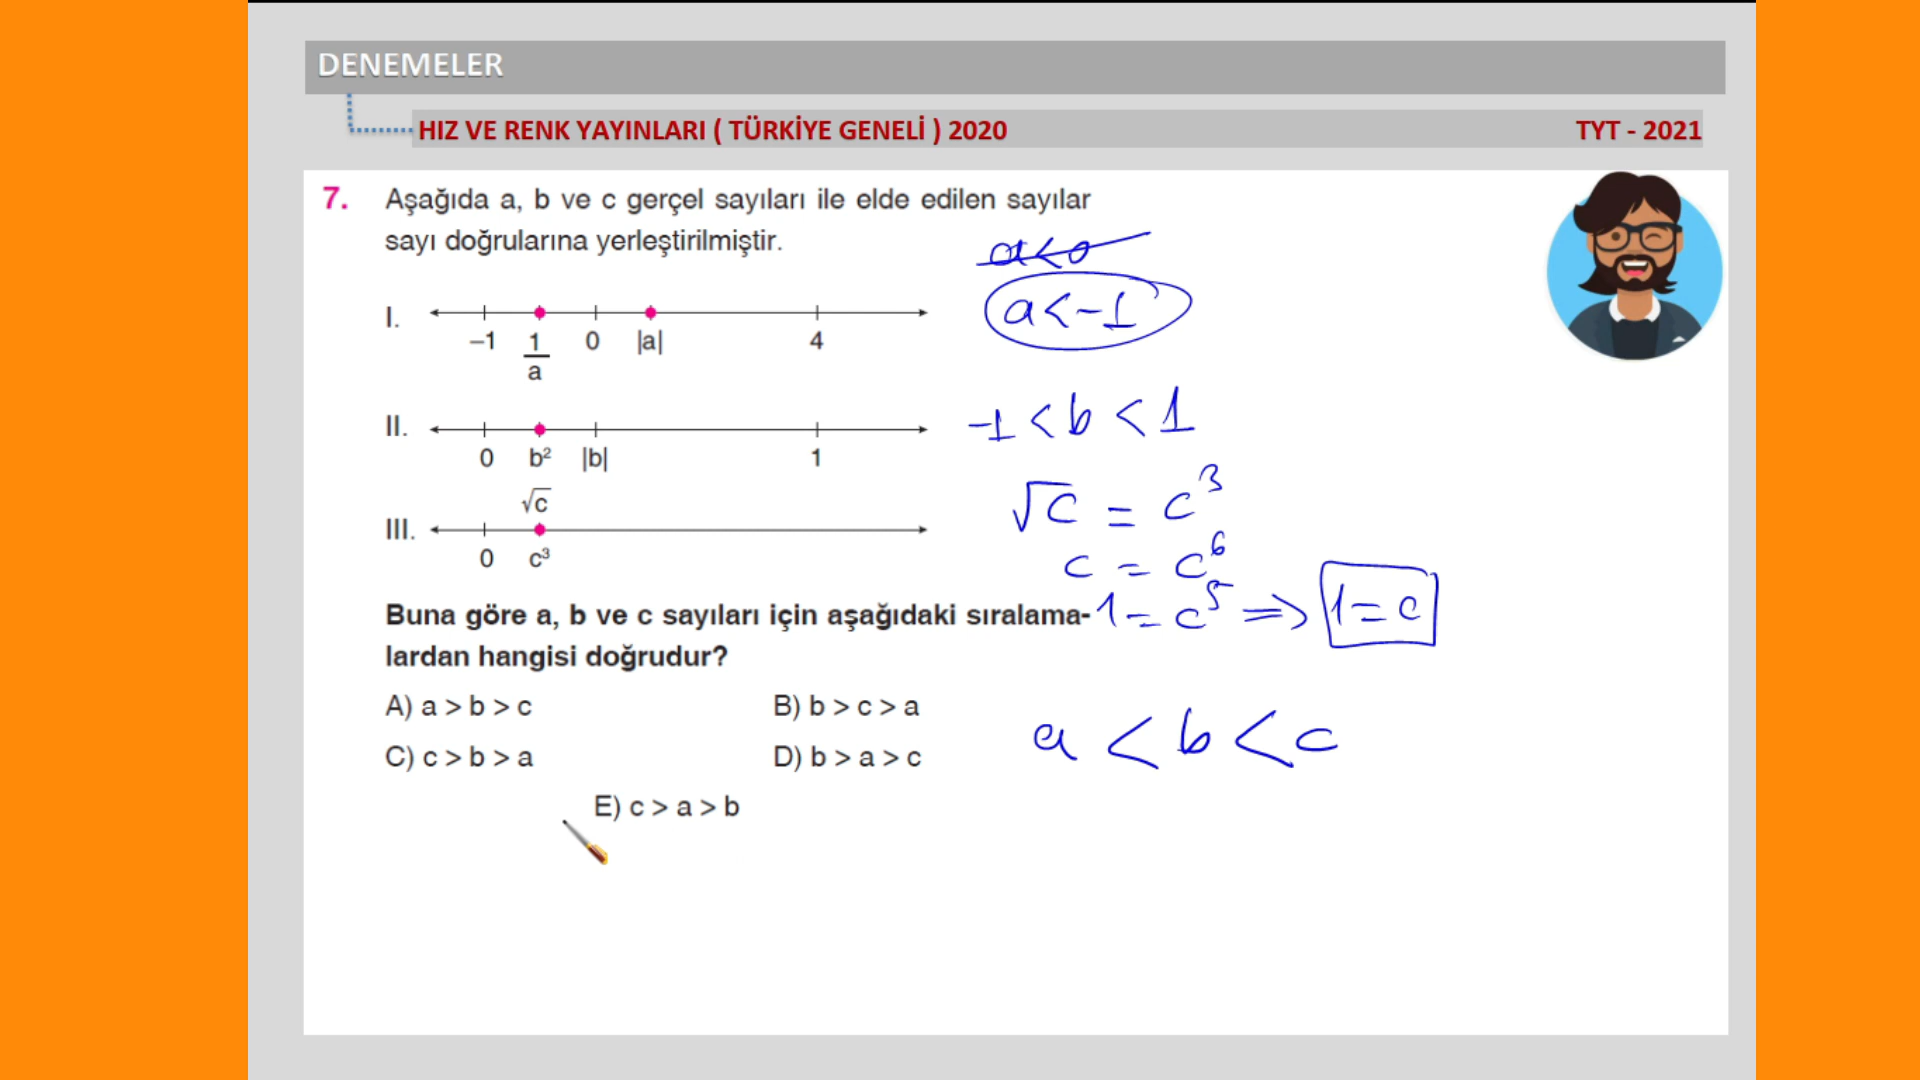 DENEMELER
HIZ VE RENK YAYINLARI ( TÜRKİYE GENELİ ) 2020
TYT - 2021
7. Aşağıda a, b ve c gerçel sayıları ile elde edilen sayılar
sayı doğrularına yerleştirilmiştir.
a<0
a<-1
I.
-1 1/a 0 |a| 4
II.
0 b² |b| 1
-1 < b < 1
√c
III.
0 c³
√c = c³
c = c⁶
1 = c⁵ => 1=c
Buna göre a, b ve c sayıları için aşağıdaki sıralama-
lardan hangisi doğrudur?
A) a > b > c B) b > c > a
C) c > b > a D) b > a > c
E) c > a > b
a < b < c